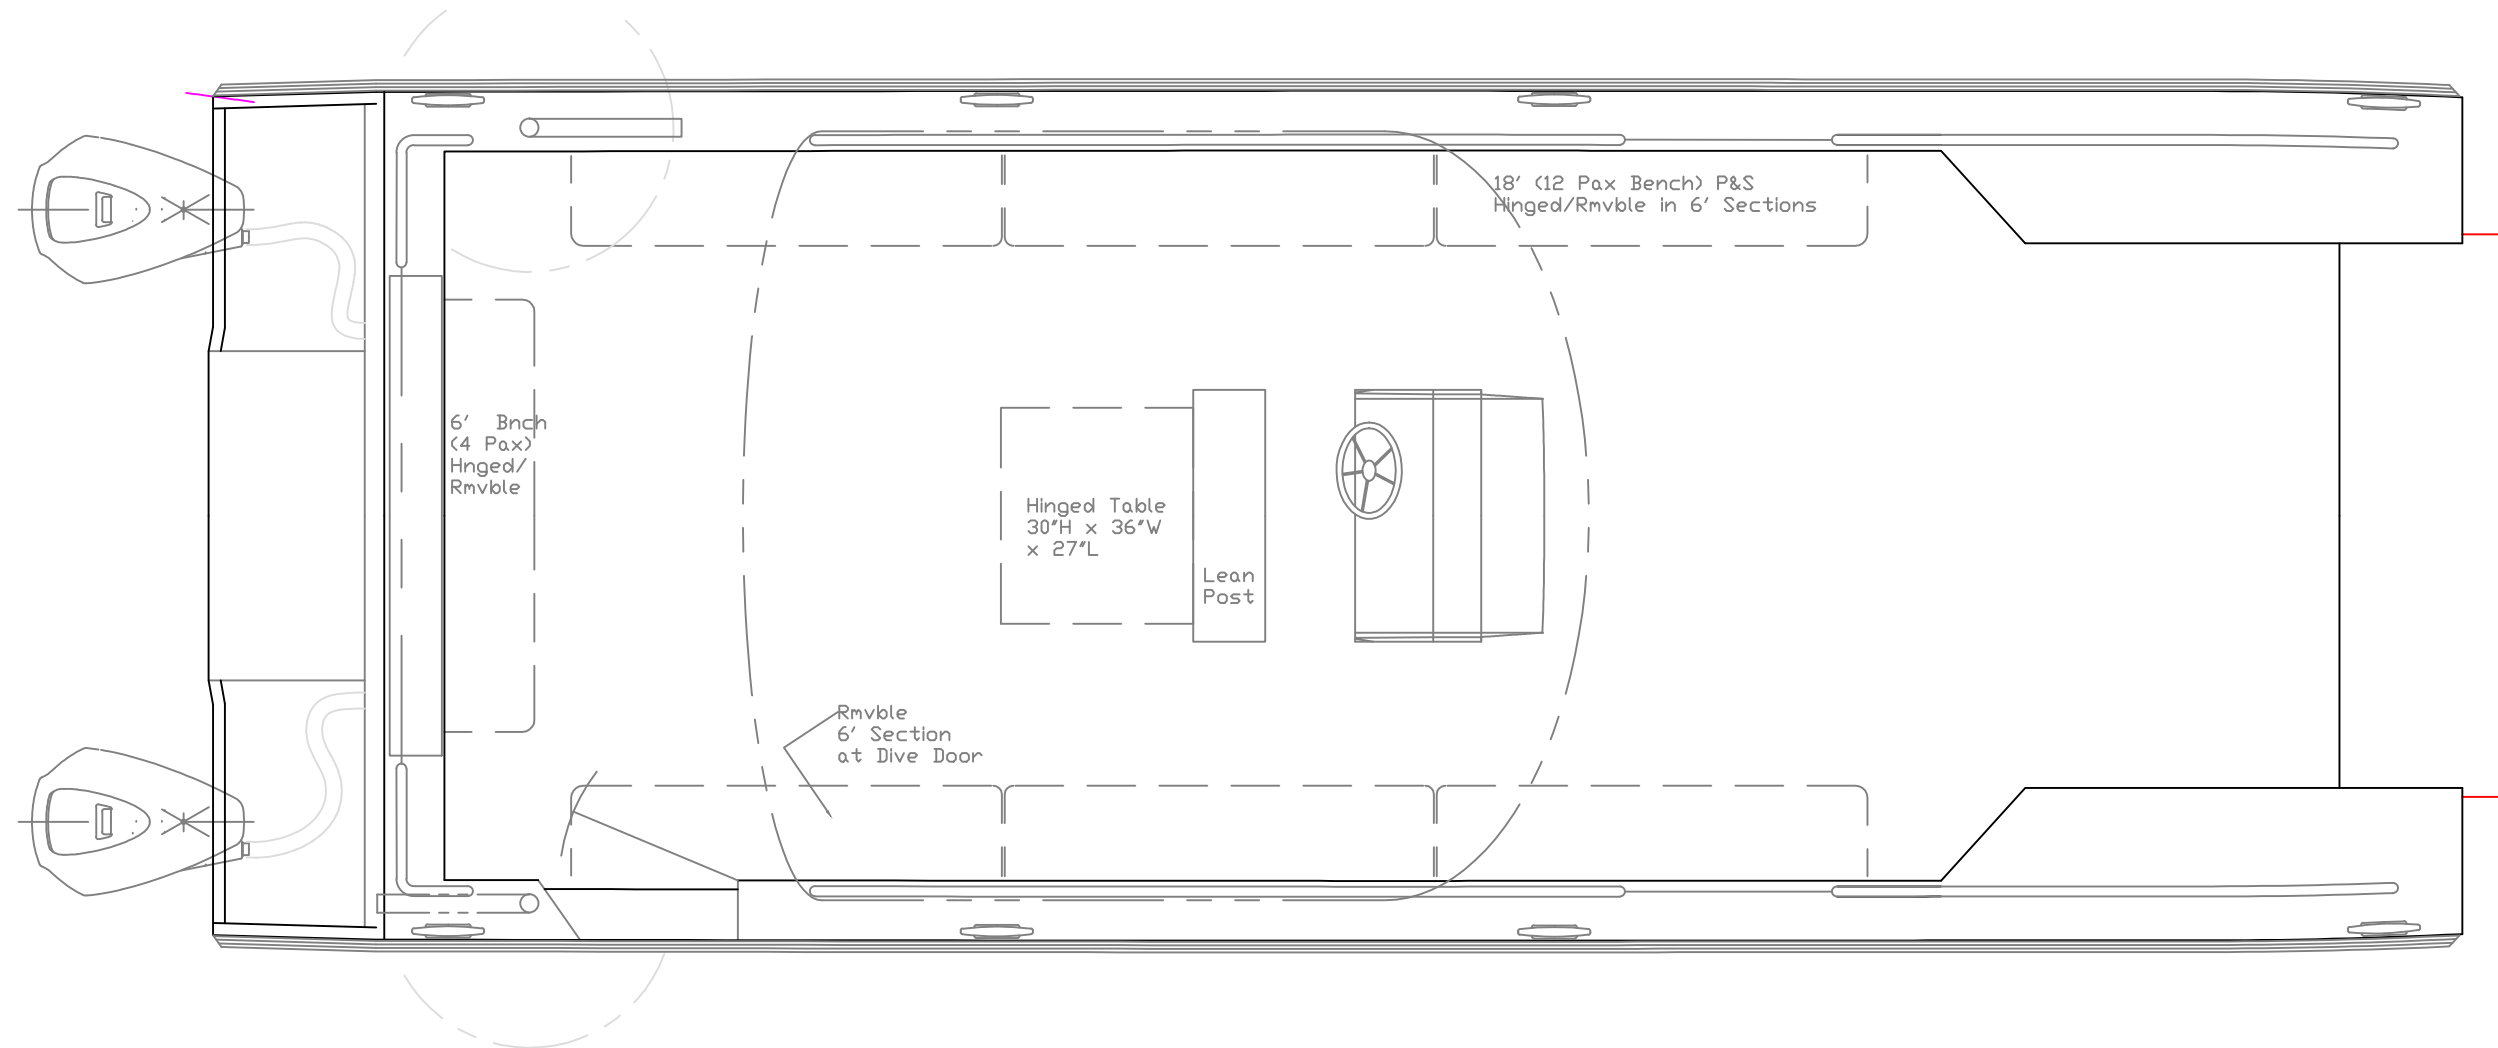 18' (12 Pax Bench) P&S
Hinged/Rmvble in 6' Sections
6' Bnch
(4 Pax)
Hnged/
Rmvble
Hinged Table
30"H x 36"W
x 27"L
Lean
Post
Rmvble
6' Section
at Dive Door